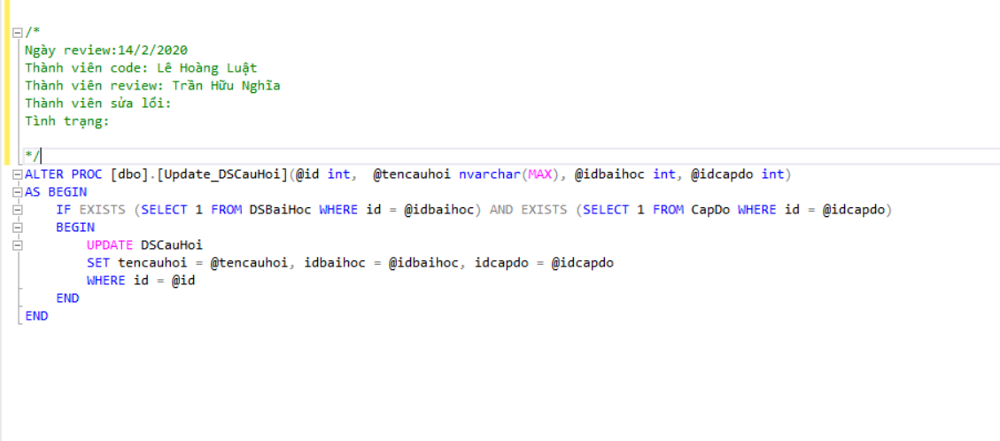 /*
Ngày review:14/2/2020
Thành viên code: Lê Hoàng Luật
Thành viên review: Trần Hữu Nghĩa
Thành viên sửa lổi:
Tình trạng:
*/
ALTER PROC [dbo].[Update_DSCauHoi](@id int,  @tencauhoi nvarchar(MAX), @idbaihoc int, @idcapdo int)
AS BEGIN
    IF EXISTS (SELECT 1 FROM DSBaiHoc WHERE id = @idbaihoc) AND EXISTS (SELECT 1 FROM CapDo WHERE id = @idcapdo)
    BEGIN
        UPDATE DSCauHoi
        SET tencauhoi = @tencauhoi, idbaihoc = @idbaihoc, idcapdo = @idcapdo
        WHERE id = @id
    END
END